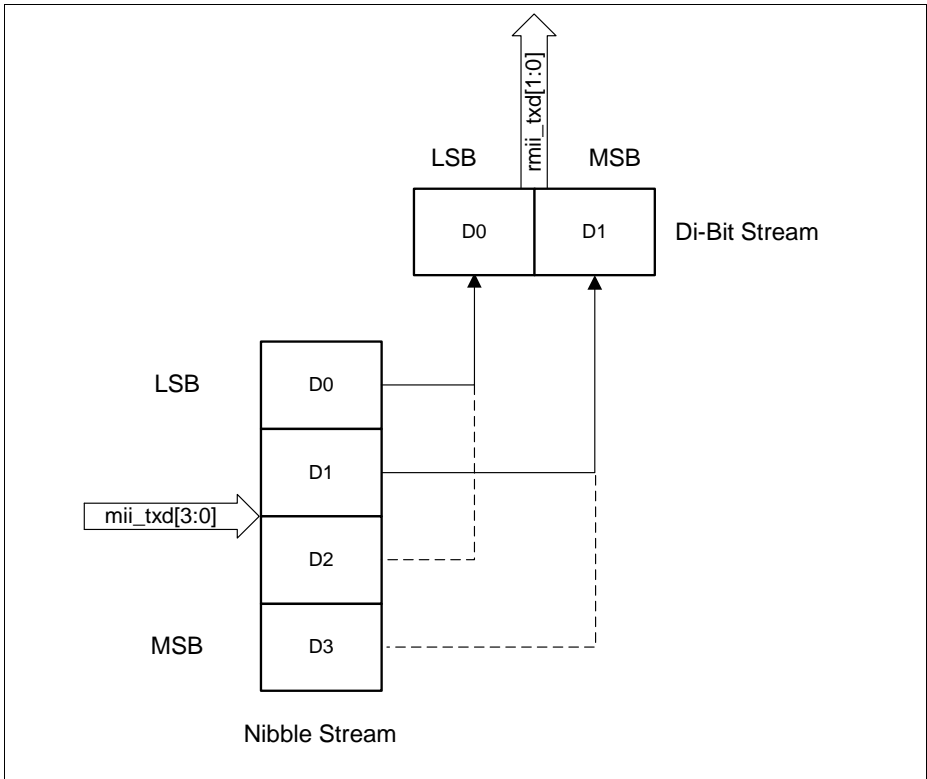 rmii_txd[1:0]
LSB
MSB
D0
D1
Di-Bit Stream
LSB
D0
D1
mii_txd[3:0]
D2
MSB
D3
Nibble Stream